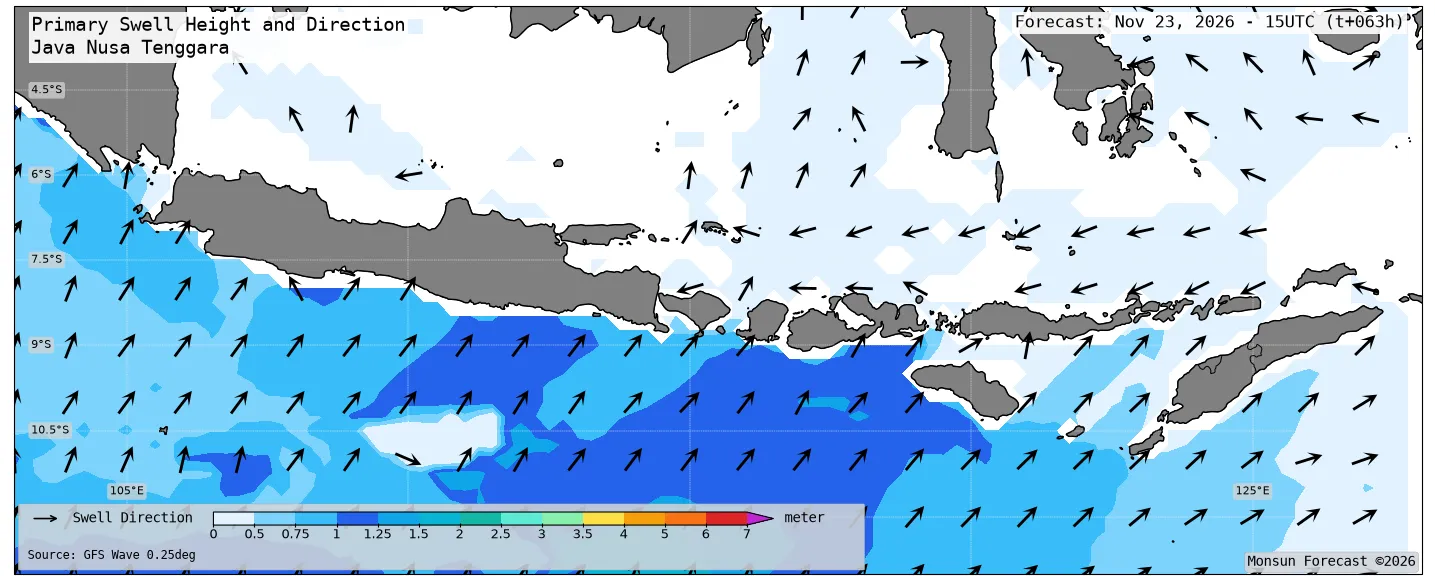 Primary Swell Height and Direction
Java Nusa Tenggara
Forecast: Nov 23, 2026 - 15UTC (t+063h)
4.5°S
6°S
7.5°S
9°S
10.5°S
105°E
125°E
Swell Direction
meter
0 0.5 0.75 1 1.25 1.5 2 2.5 3 3.5 4 5 6 7
Source: GFS Wave 0.25deg
Monsun Forecast ©2026